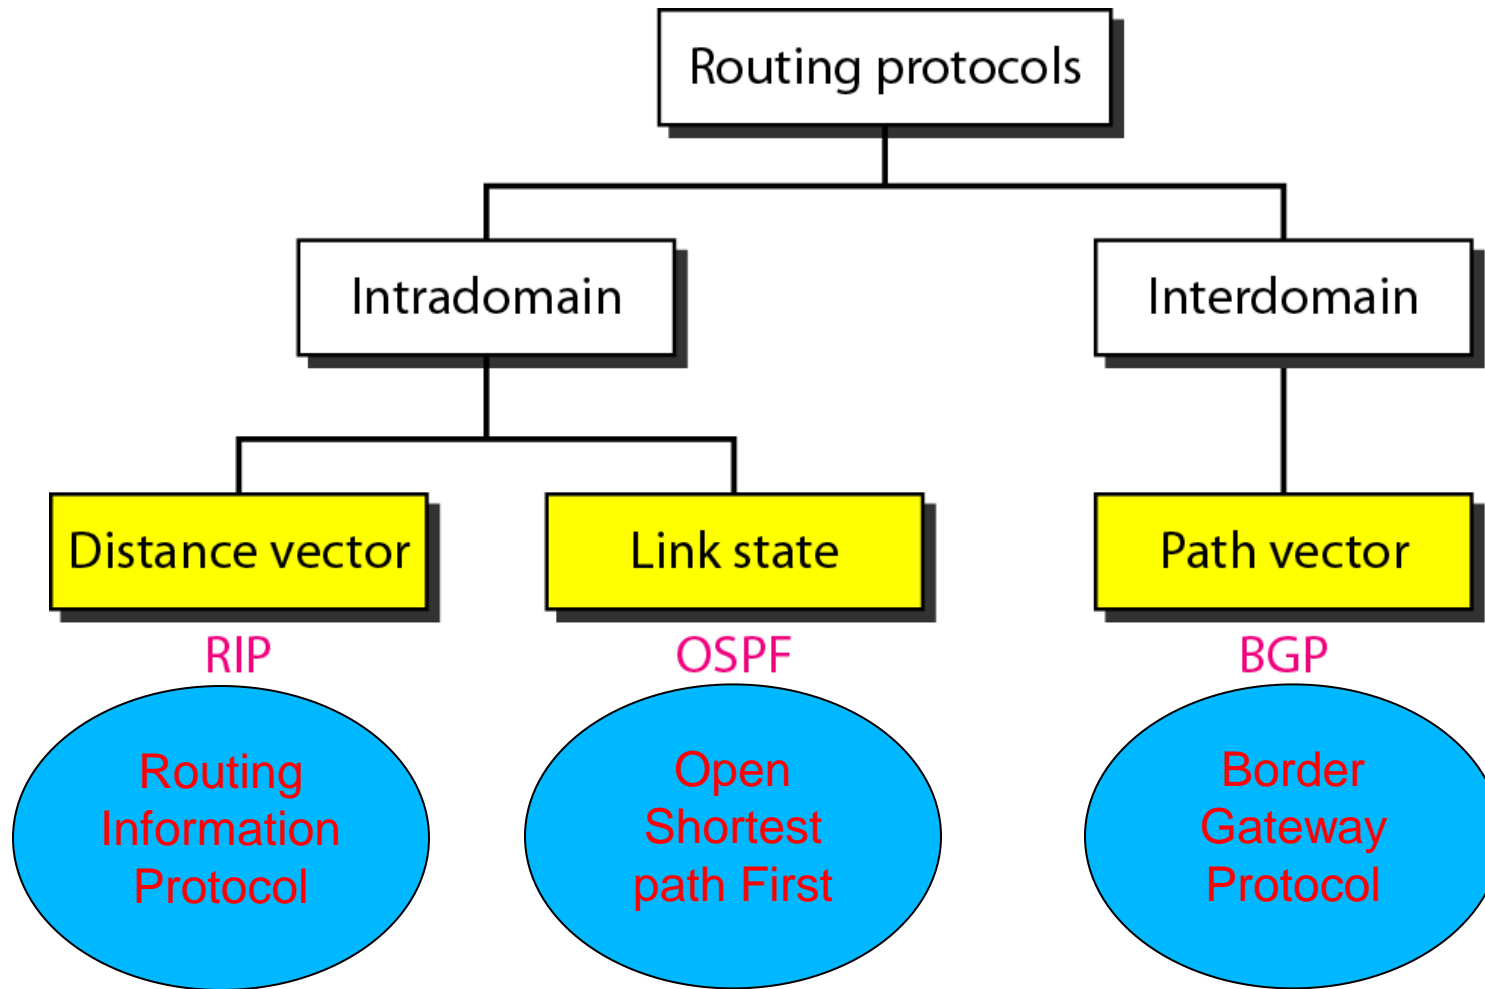 Routing protocols
Intradomain
Interdomain
Distance vector
Link state
Path vector
RIP
OSPF
BGP
Routing
Information
Protocol
Open
Shortest
path First
Border
Gateway
Protocol